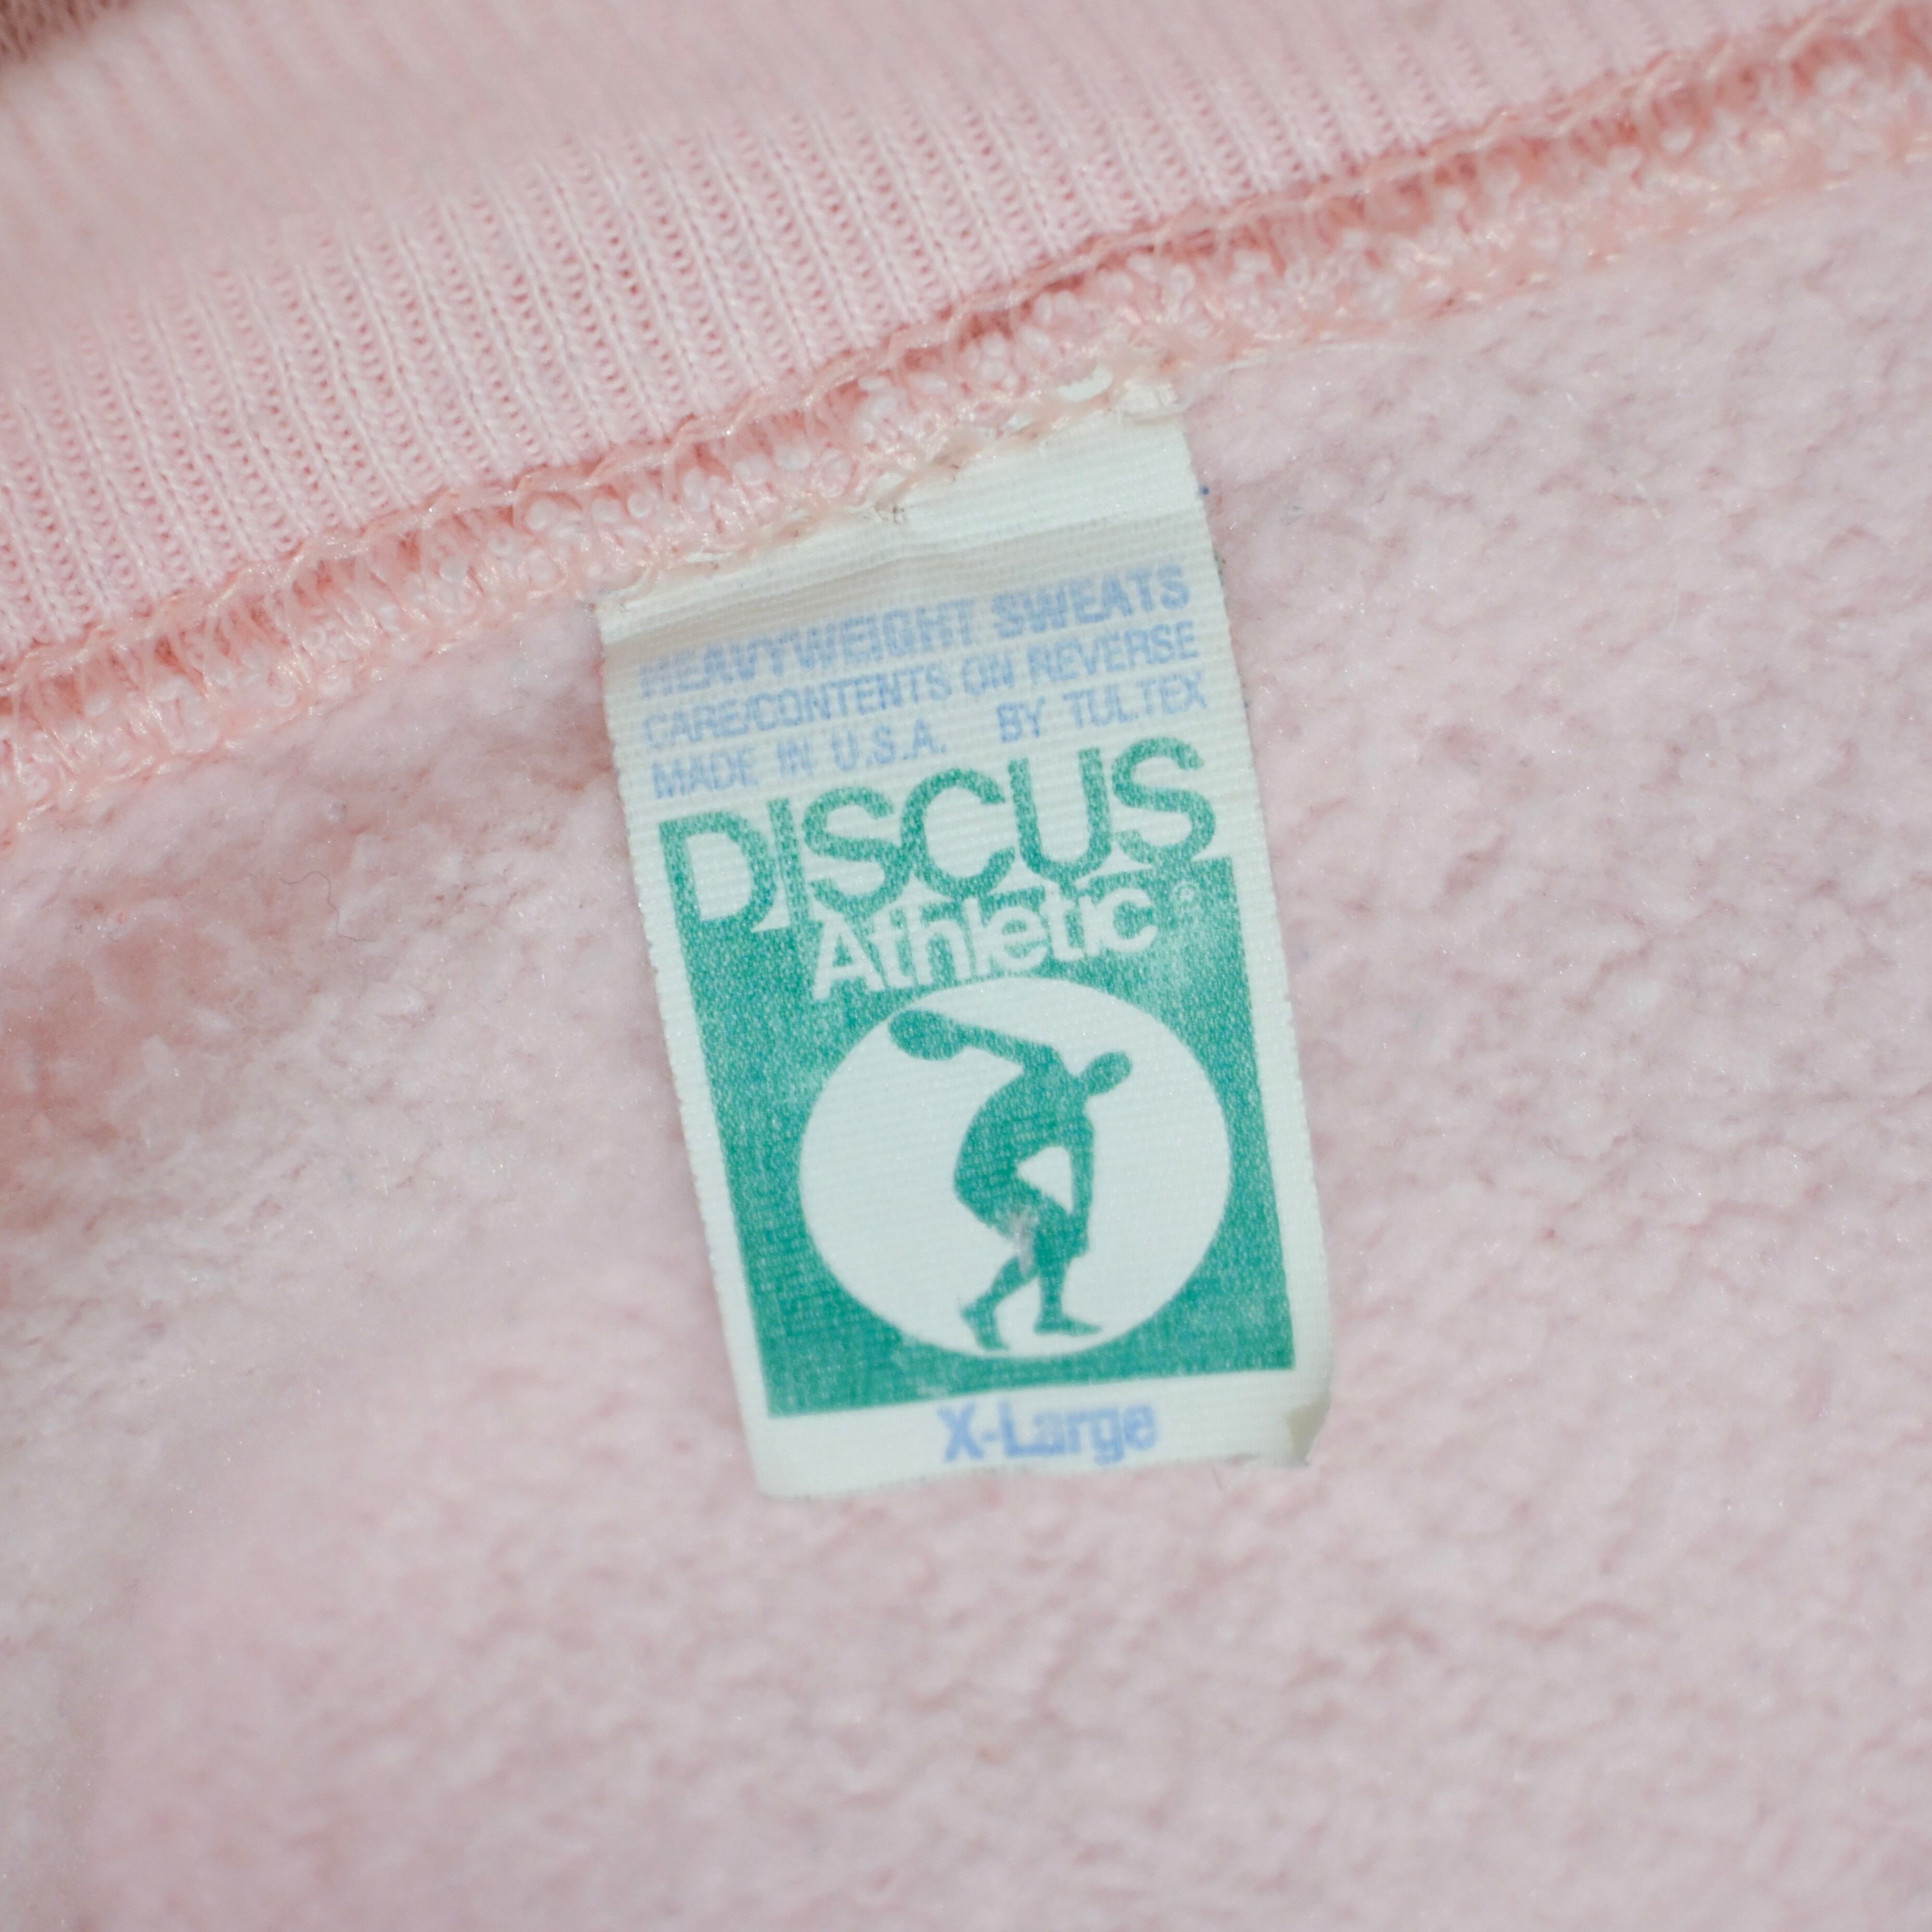 HEAVYWEIGHT SWEATS
CARE/CONTENTS ON REVERSE
MADE IN U.S.A. BY TULTEX
DISCUS
Athletic®
X-Large